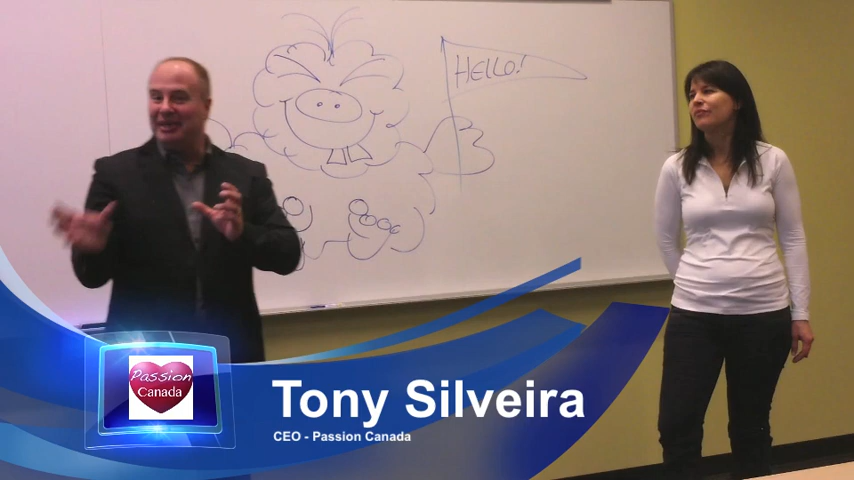 HELLO!
Passion
Canada
Tony Silveira
CEO - Passion Canada